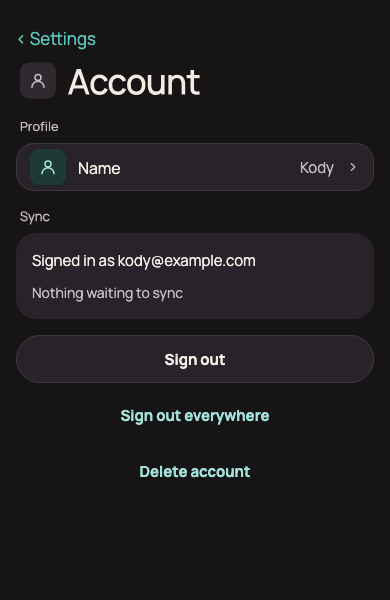 Settings
Account
Profile
Name Kody
Sync
Signed in as kody@example.com
Nothing waiting to sync
Sign out
Sign out everywhere
Delete account